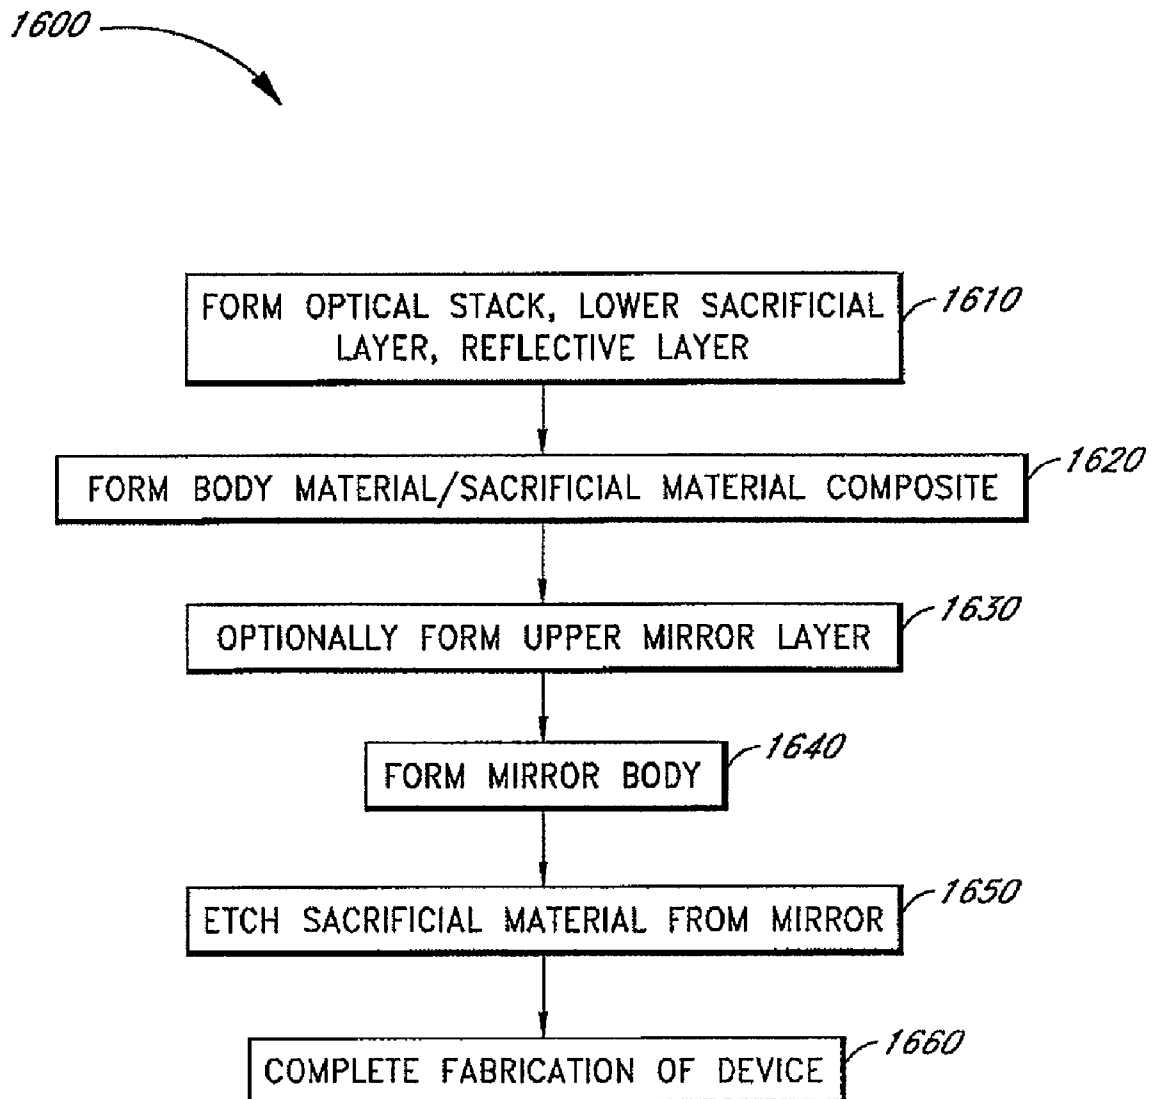 1600
FORM OPTICAL STACK, LOWER SACRIFICIAL
LAYER, REFLECTIVE LAYER
1610
FORM BODY MATERIAL/SACRIFICIAL MATERIAL COMPOSITE
1620
OPTIONALLY FORM UPPER MIRROR LAYER
1630
FORM MIRROR BODY
1640
ETCH SACRIFICIAL MATERIAL FROM MIRROR
1650
COMPLETE FABRICATION OF DEVICE
1660